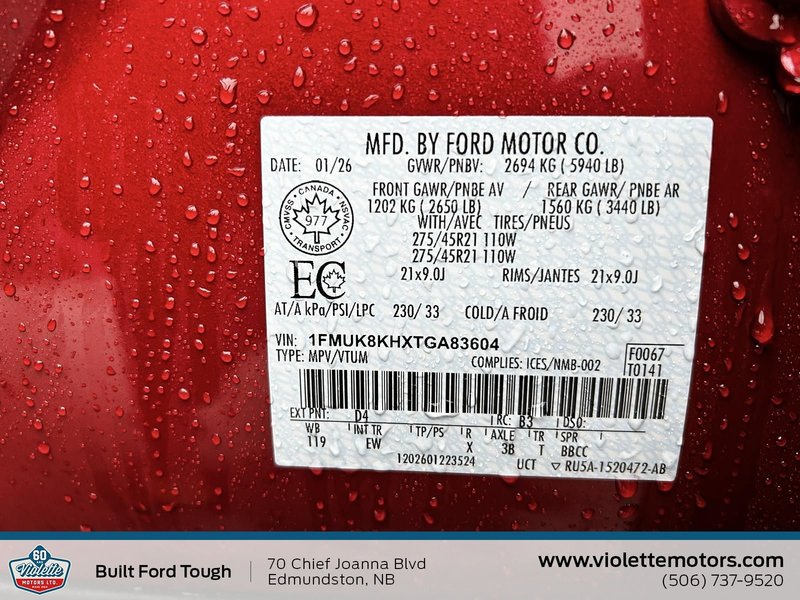 MFD. BY FORD MOTOR CO.
DATE: 01/26 GVWR/PNBV: 2694 KG ( 5940 LB)
FRONT GAWR/PNBE AV / REAR GAWR/ PNBE AR
1202 KG ( 2650 LB) 1560 KG ( 3440 LB)
WITH/AVEC TIRES/PNEUS
275/45R21 110W
275/45R21 110W
21x9.0J RIMS/JANTES 21x9.0J
CANADA
CMVSS 977 NSVAC
TRANSPORT
EC
AT/A kPa/PSI/LPC 230/ 33 COLD/A FROID 230/ 33
VIN: 1FMUK8KHXTGA83604
TYPE: MPV/VTUM COMPLIES: ICES/NMB-002
F0067
T0141
EXT PNT: D4 RC: B3 DSO:
WB INT TR TP/PS R AXLE TR SPR
119 EW X 3B T BBCC
1202601223524 UCT ▽ RU5A-1520472-AB
60
Violette
MOTORS LTD.
Built Ford Tough
70 Chief Joanna Blvd
Edmundston, NB
www.violettemotors.com
(506) 737-9520